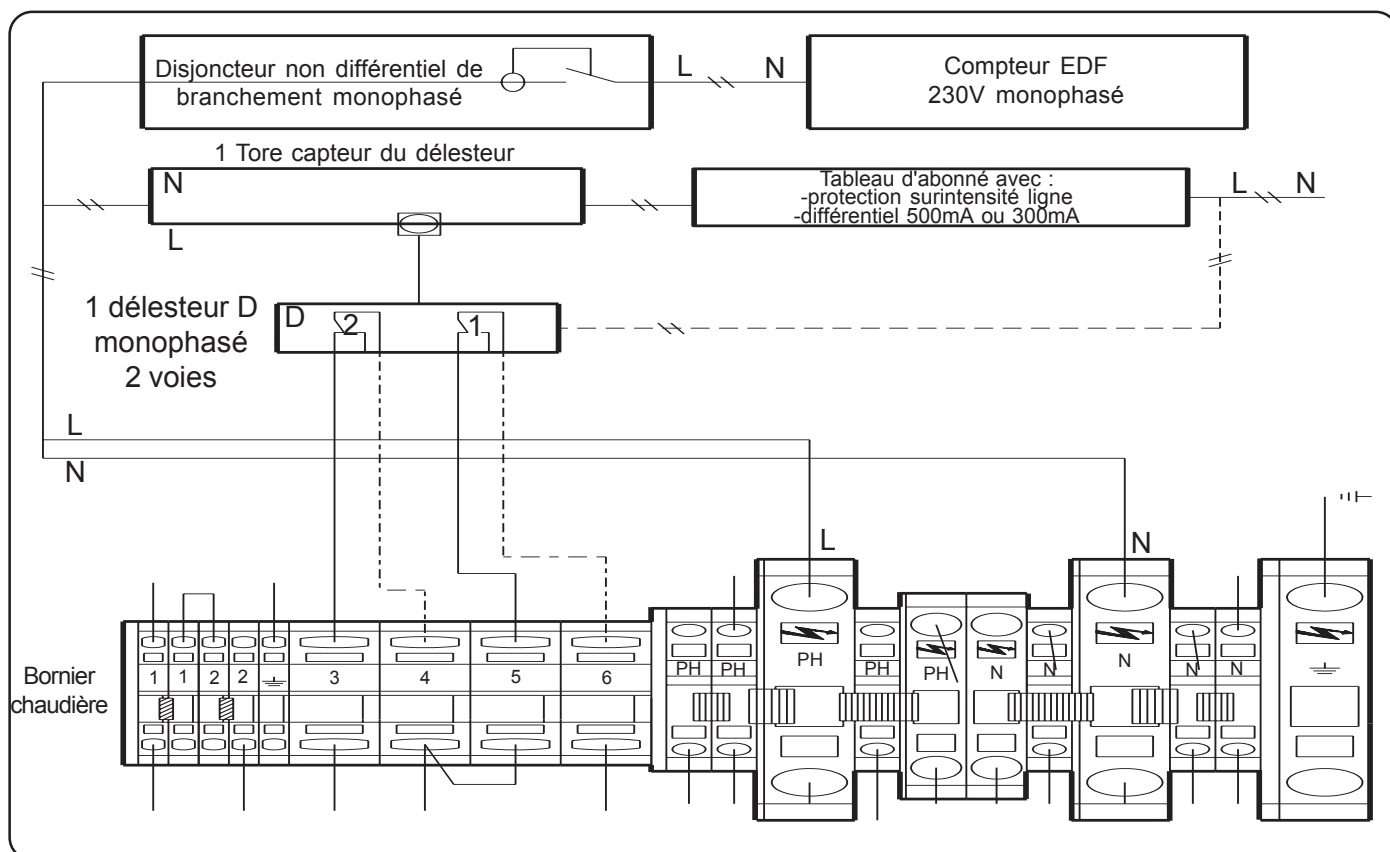 Disjoncteur non différentiel de
branchement monophasé
L
N
Compteur EDF
230V monophasé
1 Tore capteur du délesteur
N
L
Tableau d'abonné avec :
-protection surintensité ligne
-différentiel 500mA ou 300mA
L
N
1 délesteur D
monophasé
2 voies
D
2
1
L
N
L
N
Bornier
chaudière
1
1
2
2
3
4
5
6
PH
PH
PH
PH
PH
N
N
N
N
N